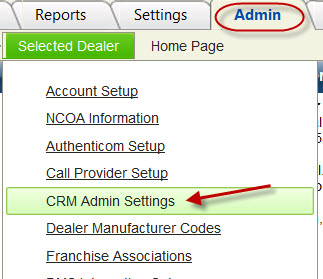 Reports Settings Admin
Selected Dealer Home Page
Account Setup
NCOA Information
Authenticom Setup
Call Provider Setup
CRM Admin Settings
Dealer Manufacturer Codes
Franchise Associations